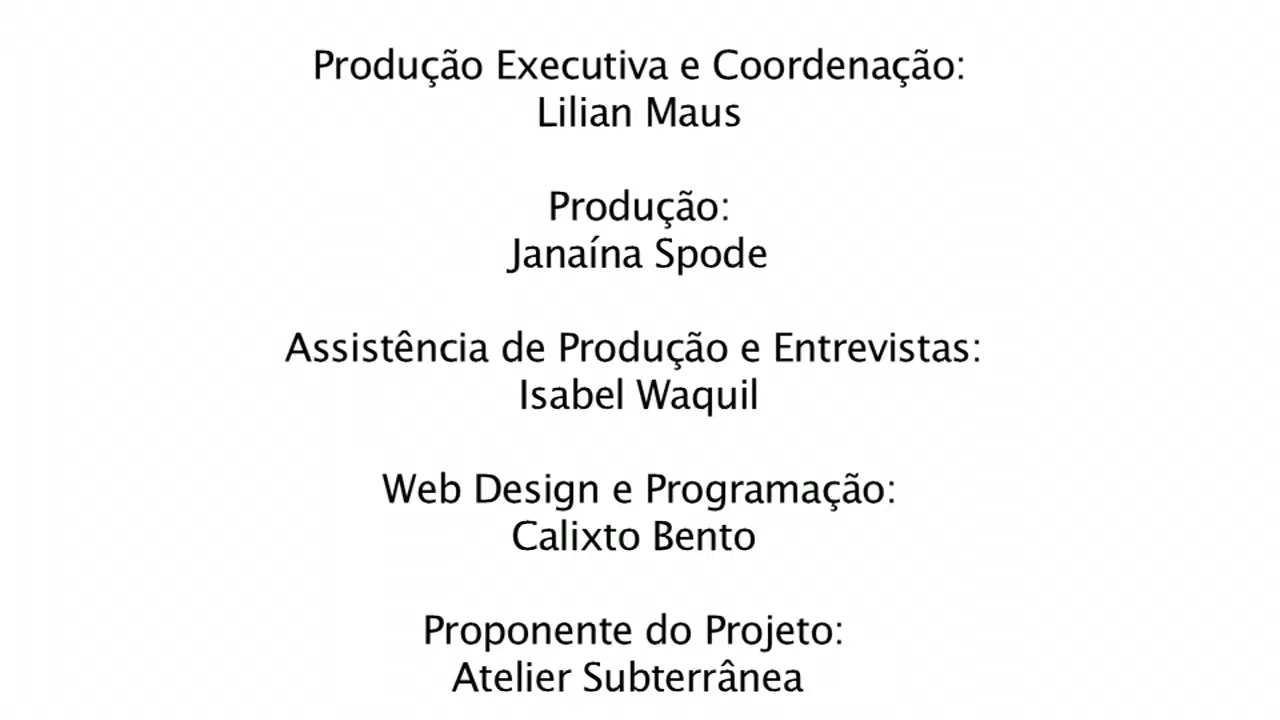 Produção Executiva e Coordenação:
Lilian Maus
Produção:
Janaína Spode
Assistência de Produção e Entrevistas:
Isabel Waquil
Web Design e Programação:
Calixto Bento
Proponente do Projeto:
Atelier Subterrânea